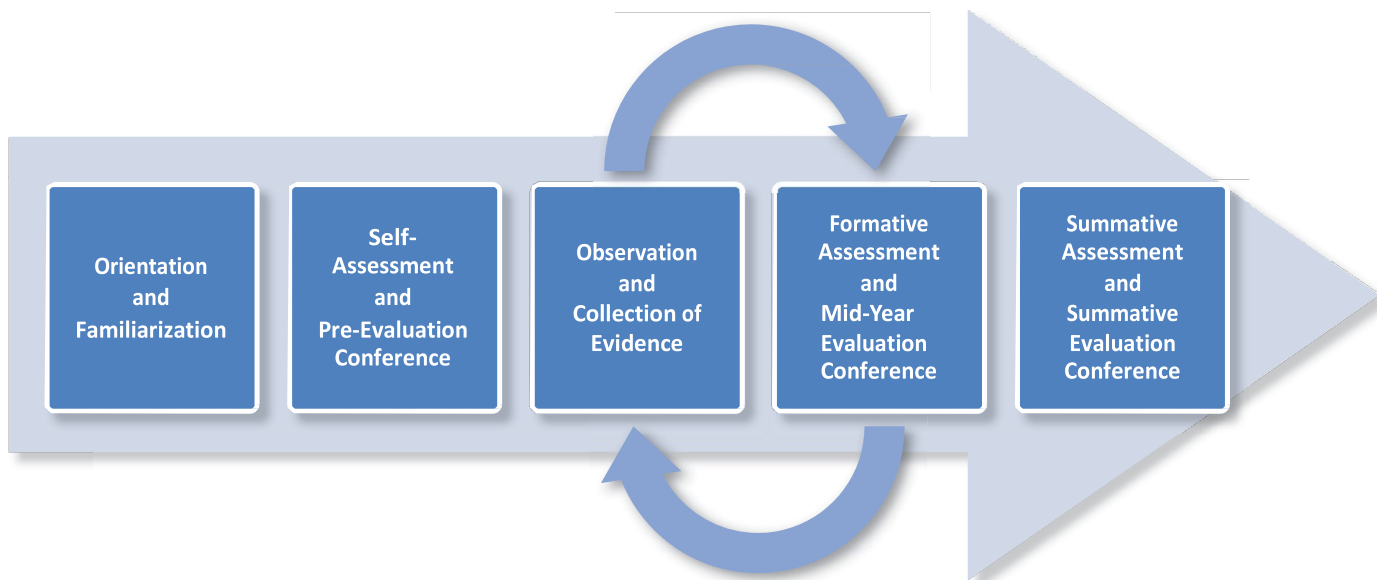 Orientation
and
Familiarization
Self-
Assessment
and
Pre-Evaluation
Conference
Observation
and
Collection of
Evidence
Formative
Assessment
and
Mid-Year
Evaluation
Conference
Summative
Assessment
and
Summative
Evaluation
Conference